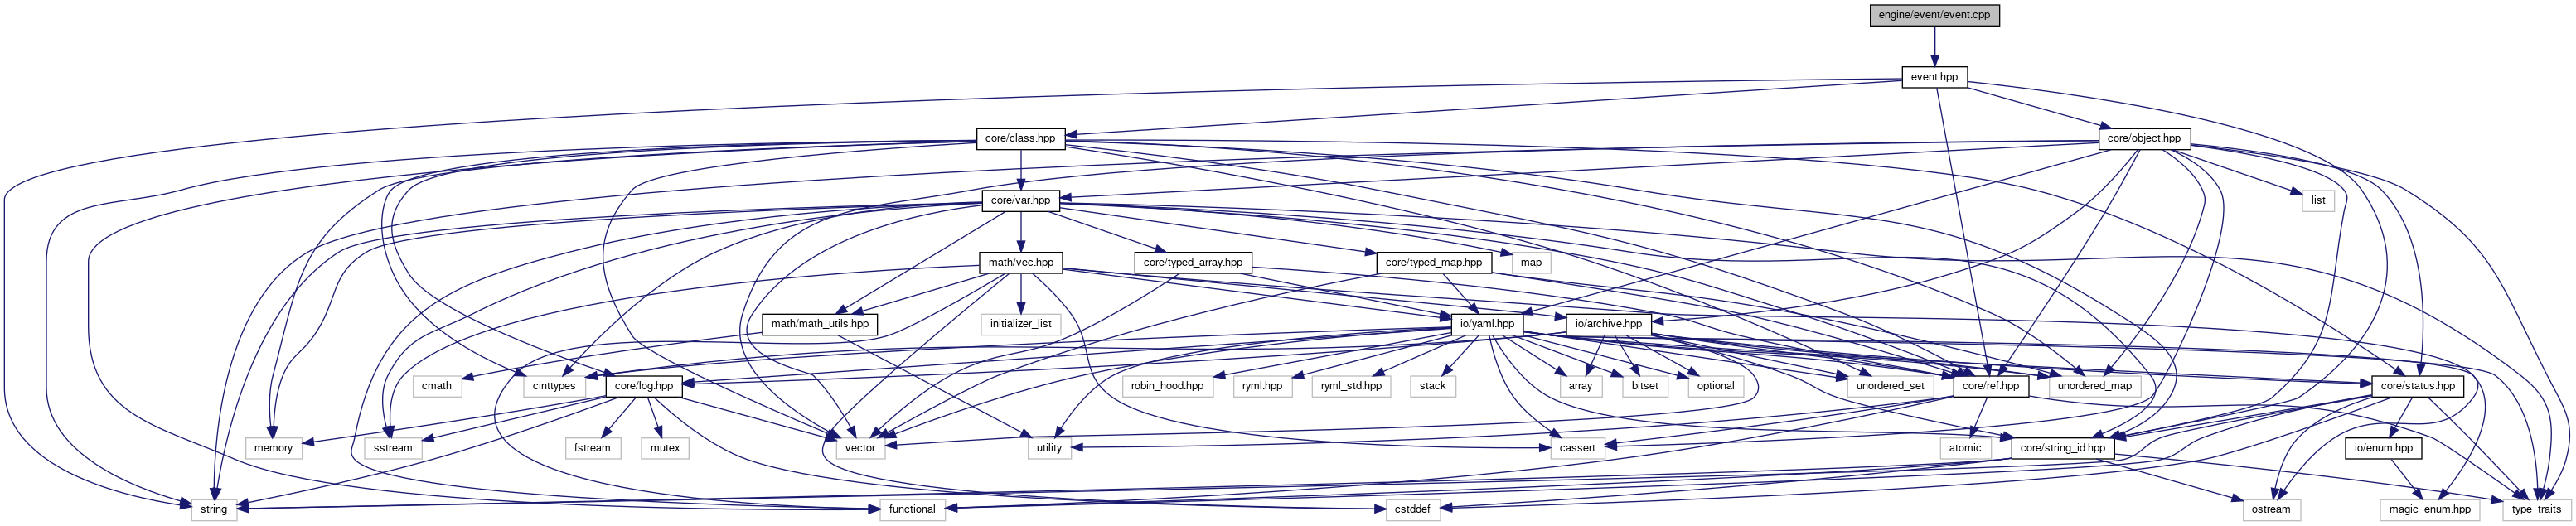 engine/event/event.cpp
event.hpp
core/class.hpp
core/object.hpp
core/var.hpp
list
math/vec.hpp
core/typed_array.hpp
core/typed_map.hpp
map
math/math_utils.hpp
initializer_list
io/yaml.hpp
io/archive.hpp
cmath
cinttypes
core/log.hpp
robin_hood.hpp
ryml.hpp
ryml_std.hpp
stack
array
bitset
optional
unordered_set
core/ref.hpp
unordered_map
core/status.hpp
memory
sstream
fstream
mutex
vector
utility
cassert
atomic
core/string_id.hpp
io/enum.hpp
string
functional
cstddef
ostream
magic_enum.hpp
type_traits